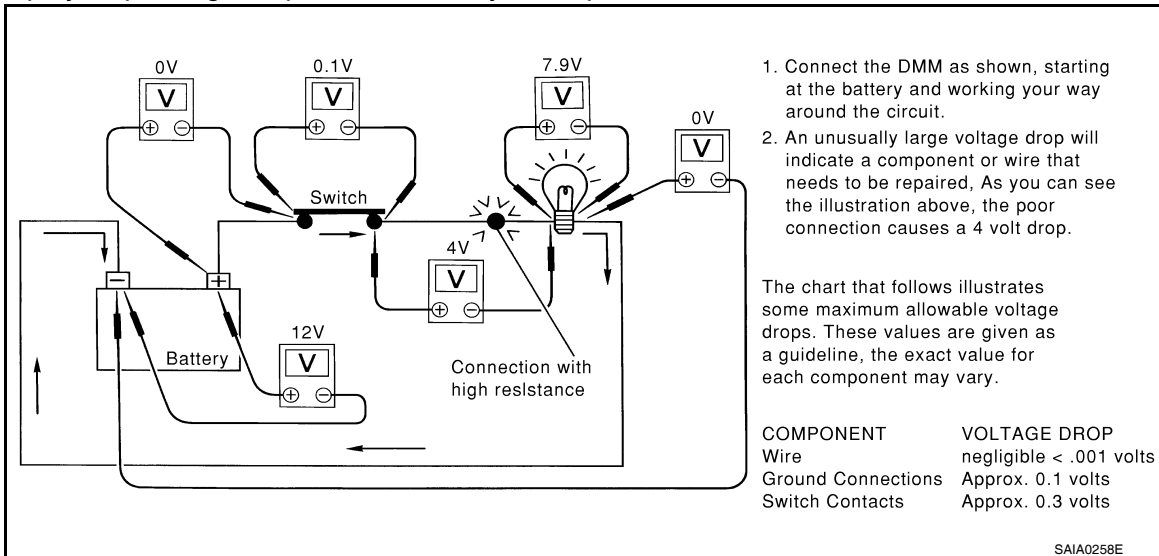 0V
0.1V
7.9V
0V
V
V
V
V
Switch
4V
V
12V
V
Battery
Connection with
high reslstance
1. Connect the DMM as shown, starting
at the battery and working your way
around the circuit.
2. An unusually large voltage drop will
indicate a component or wire that
needs to be repaired, As you can see
the illustration above, the poor
connection causes a 4 volt drop.
The chart that follows illustrates
some maximum allowable voltage
drops. These values are given as
a guideline, the exact value for
each component may vary.
COMPONENT VOLTAGE DROP
Wire negligible < .001 volts
Ground Connections Approx. 0.1 volts
Switch Contacts Approx. 0.3 volts
SAIA0258E